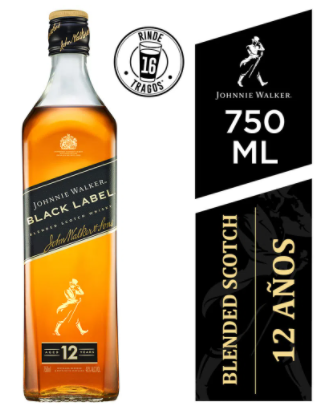 JOHNNIE WALKER
BLACK LABEL
BLENDED SCOTCH WHISKY
John Walker & Sons
AGED 12 YEARS
RINDE
16
TRAGOS*
JOHNNIE WALKER.
750
ML
BLENDED SCOTCH
12 AÑOS